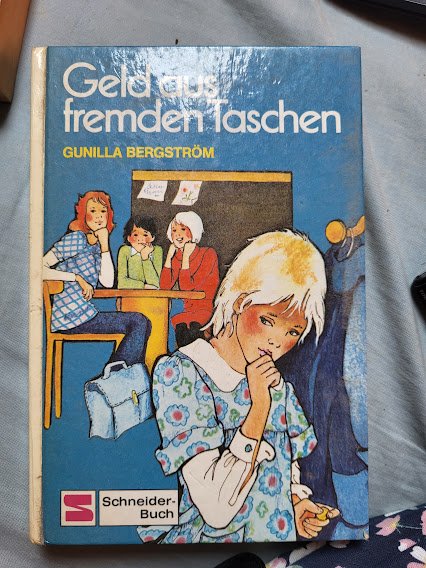 Geld aus
fremden Taschen
GUNILLA BERGSTRÖM
Schneider-
Buch